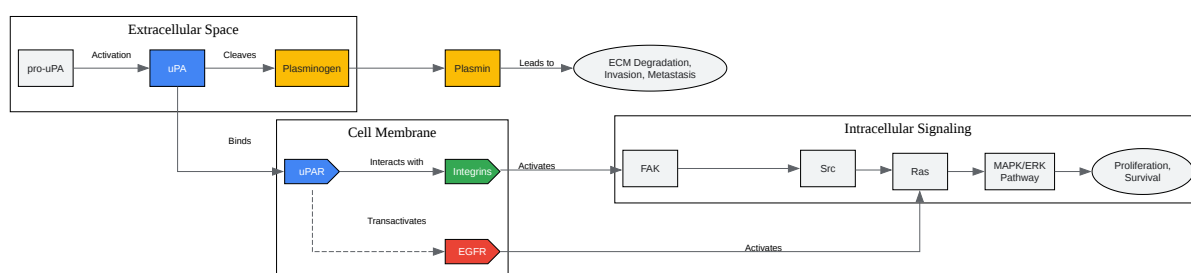 Extracellular Space
pro-uPA
Activation
uPA
Cleaves
Plasminogen
Plasmin
Leads to
ECM Degradation,
Invasion, Metastasis
Binds
Cell Membrane
uPAR
Interacts with
Integrins
Activates
Transactivates
EGFR
Activates
Intracellular Signaling
FAK
Src
Ras
MAPK/ERK
Pathway
Proliferation,
Survival